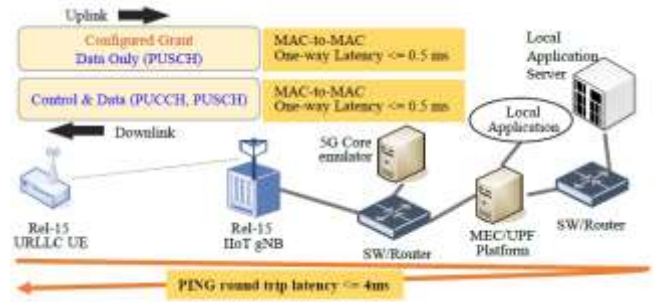 Uplink
Configured Grant
Data Only (PUSCH)
MAC-to-MAC
One-way Latency <= 0.5 ms
Control & Data (PUCCH, PUSCH)
MAC-to-MAC
One-way Latency <= 0.5 ms
Downlink
Local
Application
Server
Local
Application
5G Core
emulator
Rel-15
URLLC UE
Rel-15
IIoT gNB
SW/Router
MEC/UPF
Platform
SW/Router
PING round trip latency <= 4ms